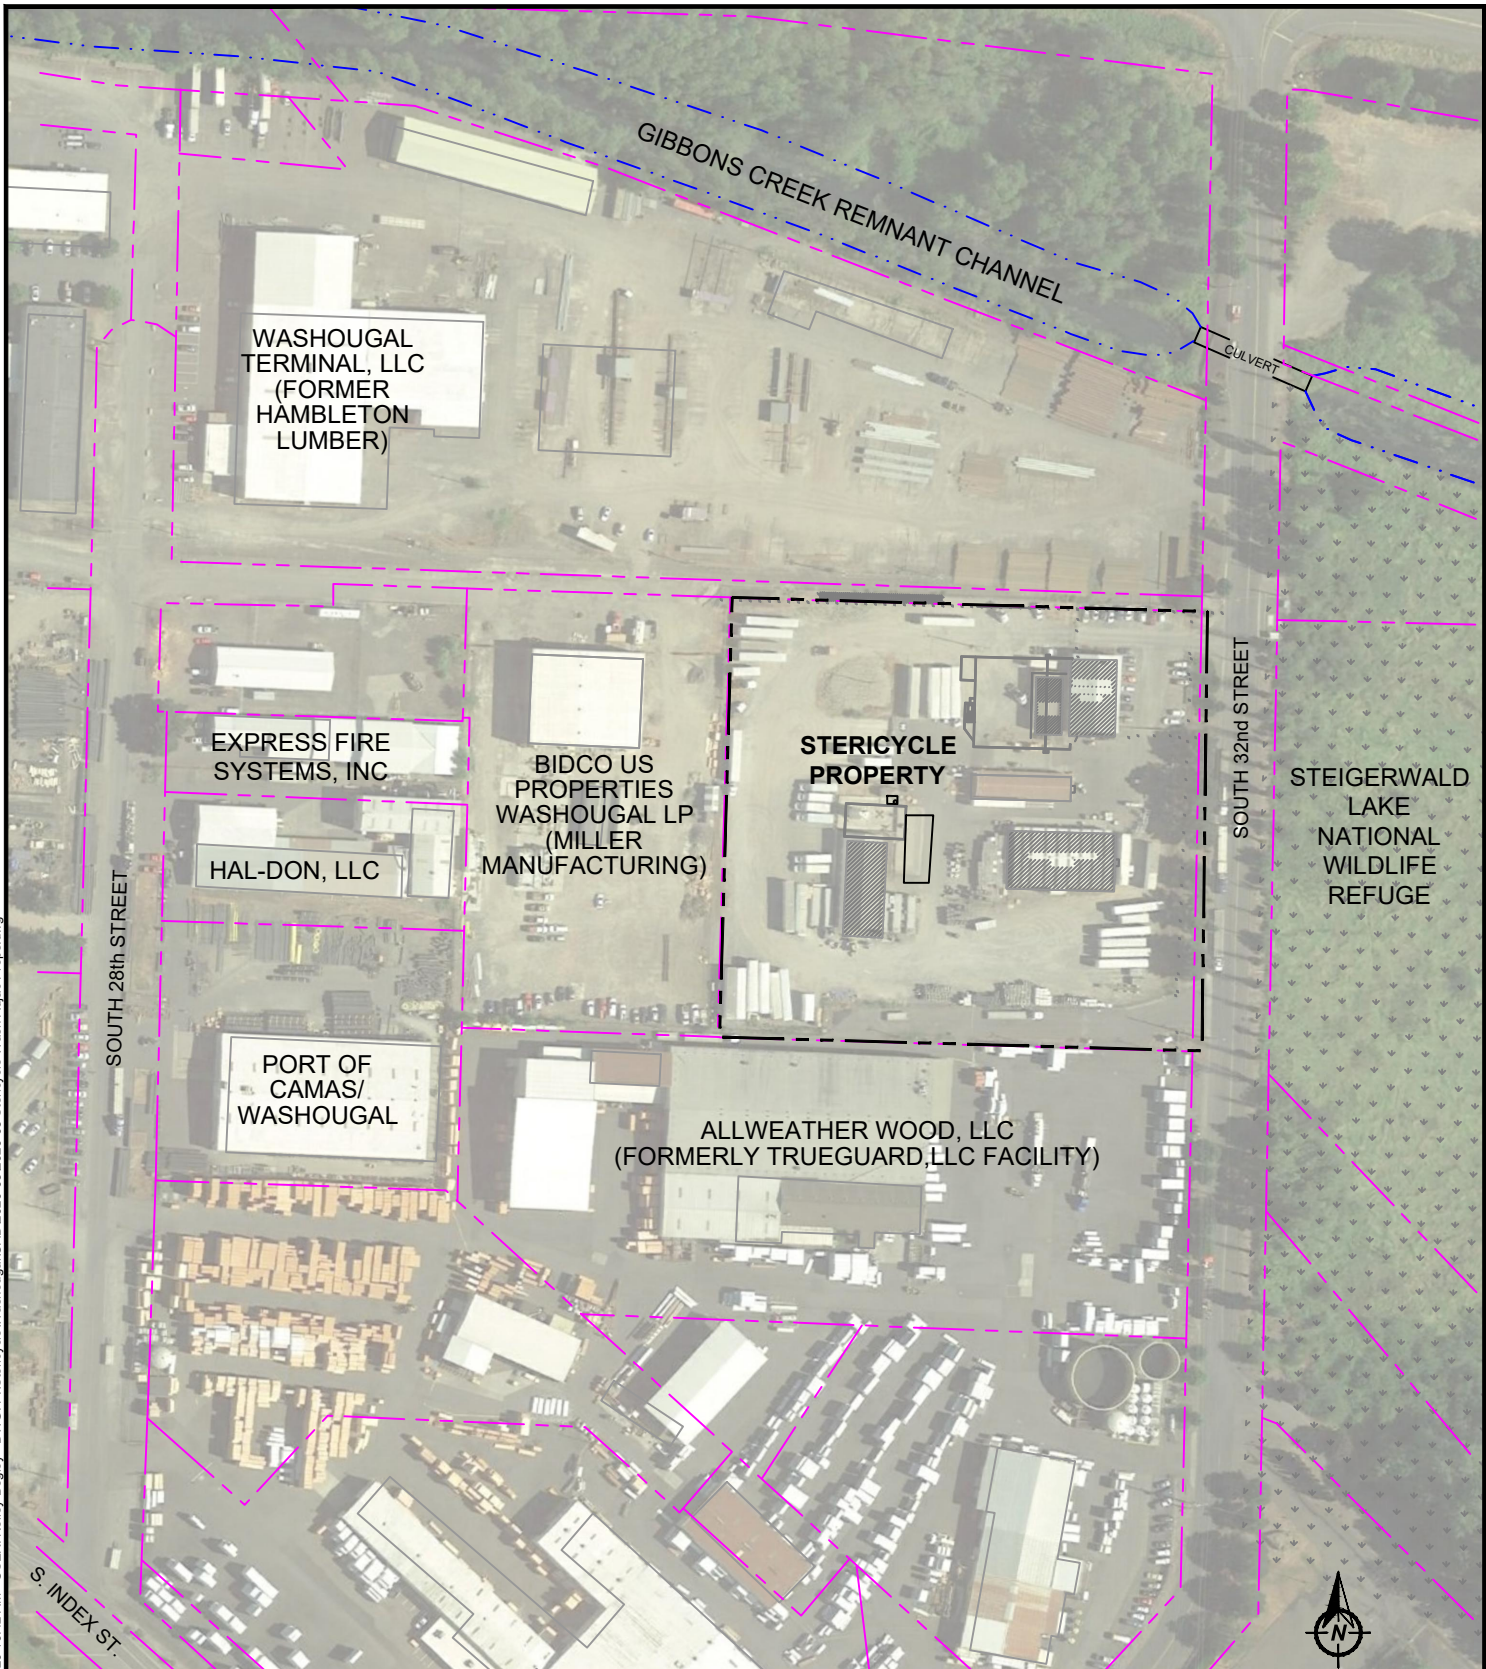 GIBBONS CREEK REMNANT CHANNEL
CULVERT
WASHOUGAL
TERMINAL, LLC
(FORMER
HAMBLETON
LUMBER)
EXPRESS FIRE
SYSTEMS, INC
HAL-DON, LLC
BIDCO US
PROPERTIES
WASHOUGAL LP
(MILLER
MANUFACTURING)
STERICYCLE
PROPERTY
SOUTH 32nd STREET
STEIGERWALD
LAKE
NATIONAL
WILDLIFE
REFUGE
SOUTH 28th STREET
PORT OF
CAMAS/
WASHOUGAL
ALLWEATHER WOOD, LLC
(FORMERLY TRUEGUARD,LLC FACILITY)
S. INDEX ST.
N